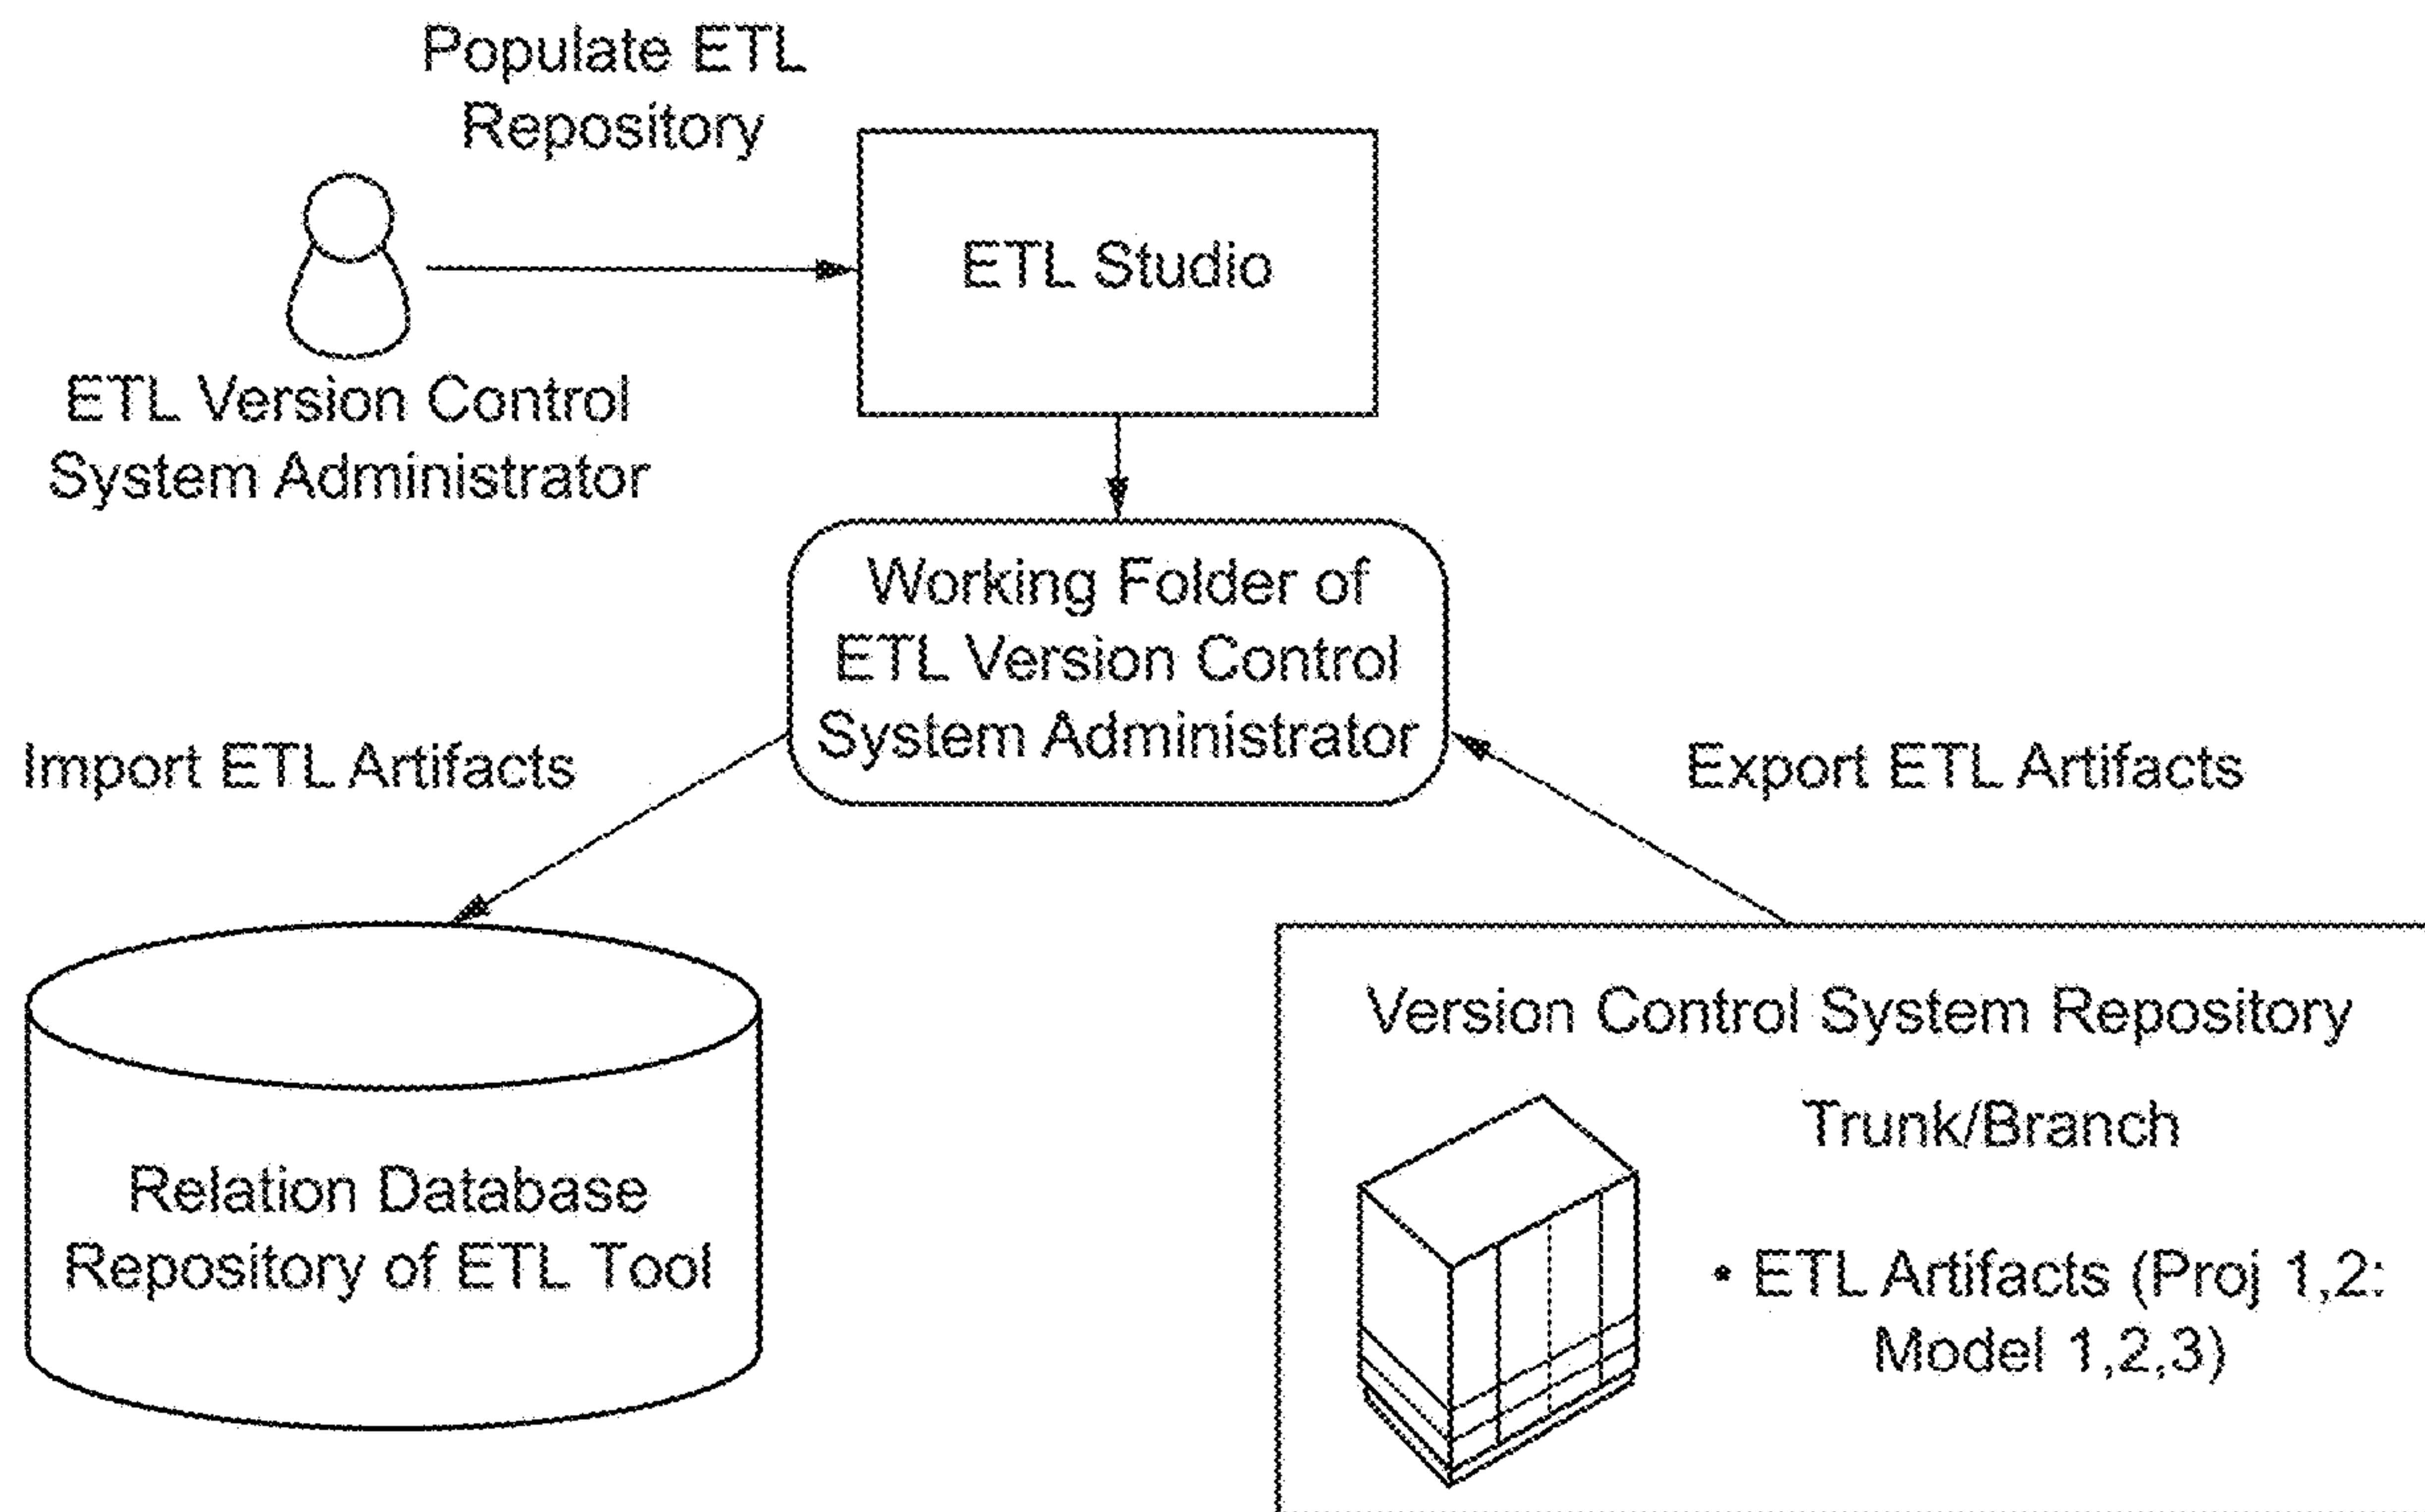 Populate ETL
Repository
ETL Studio
ETL Version Control
System Administrator
Working Folder of
ETL Version Control
System Administrator
Import ETL Artifacts
Export ETL Artifacts
Relation Database
Repository of ETL Tool
Version Control System Repository
Trunk/Branch
• ETL Artifacts (Proj 1,2:
Model 1,2,3)